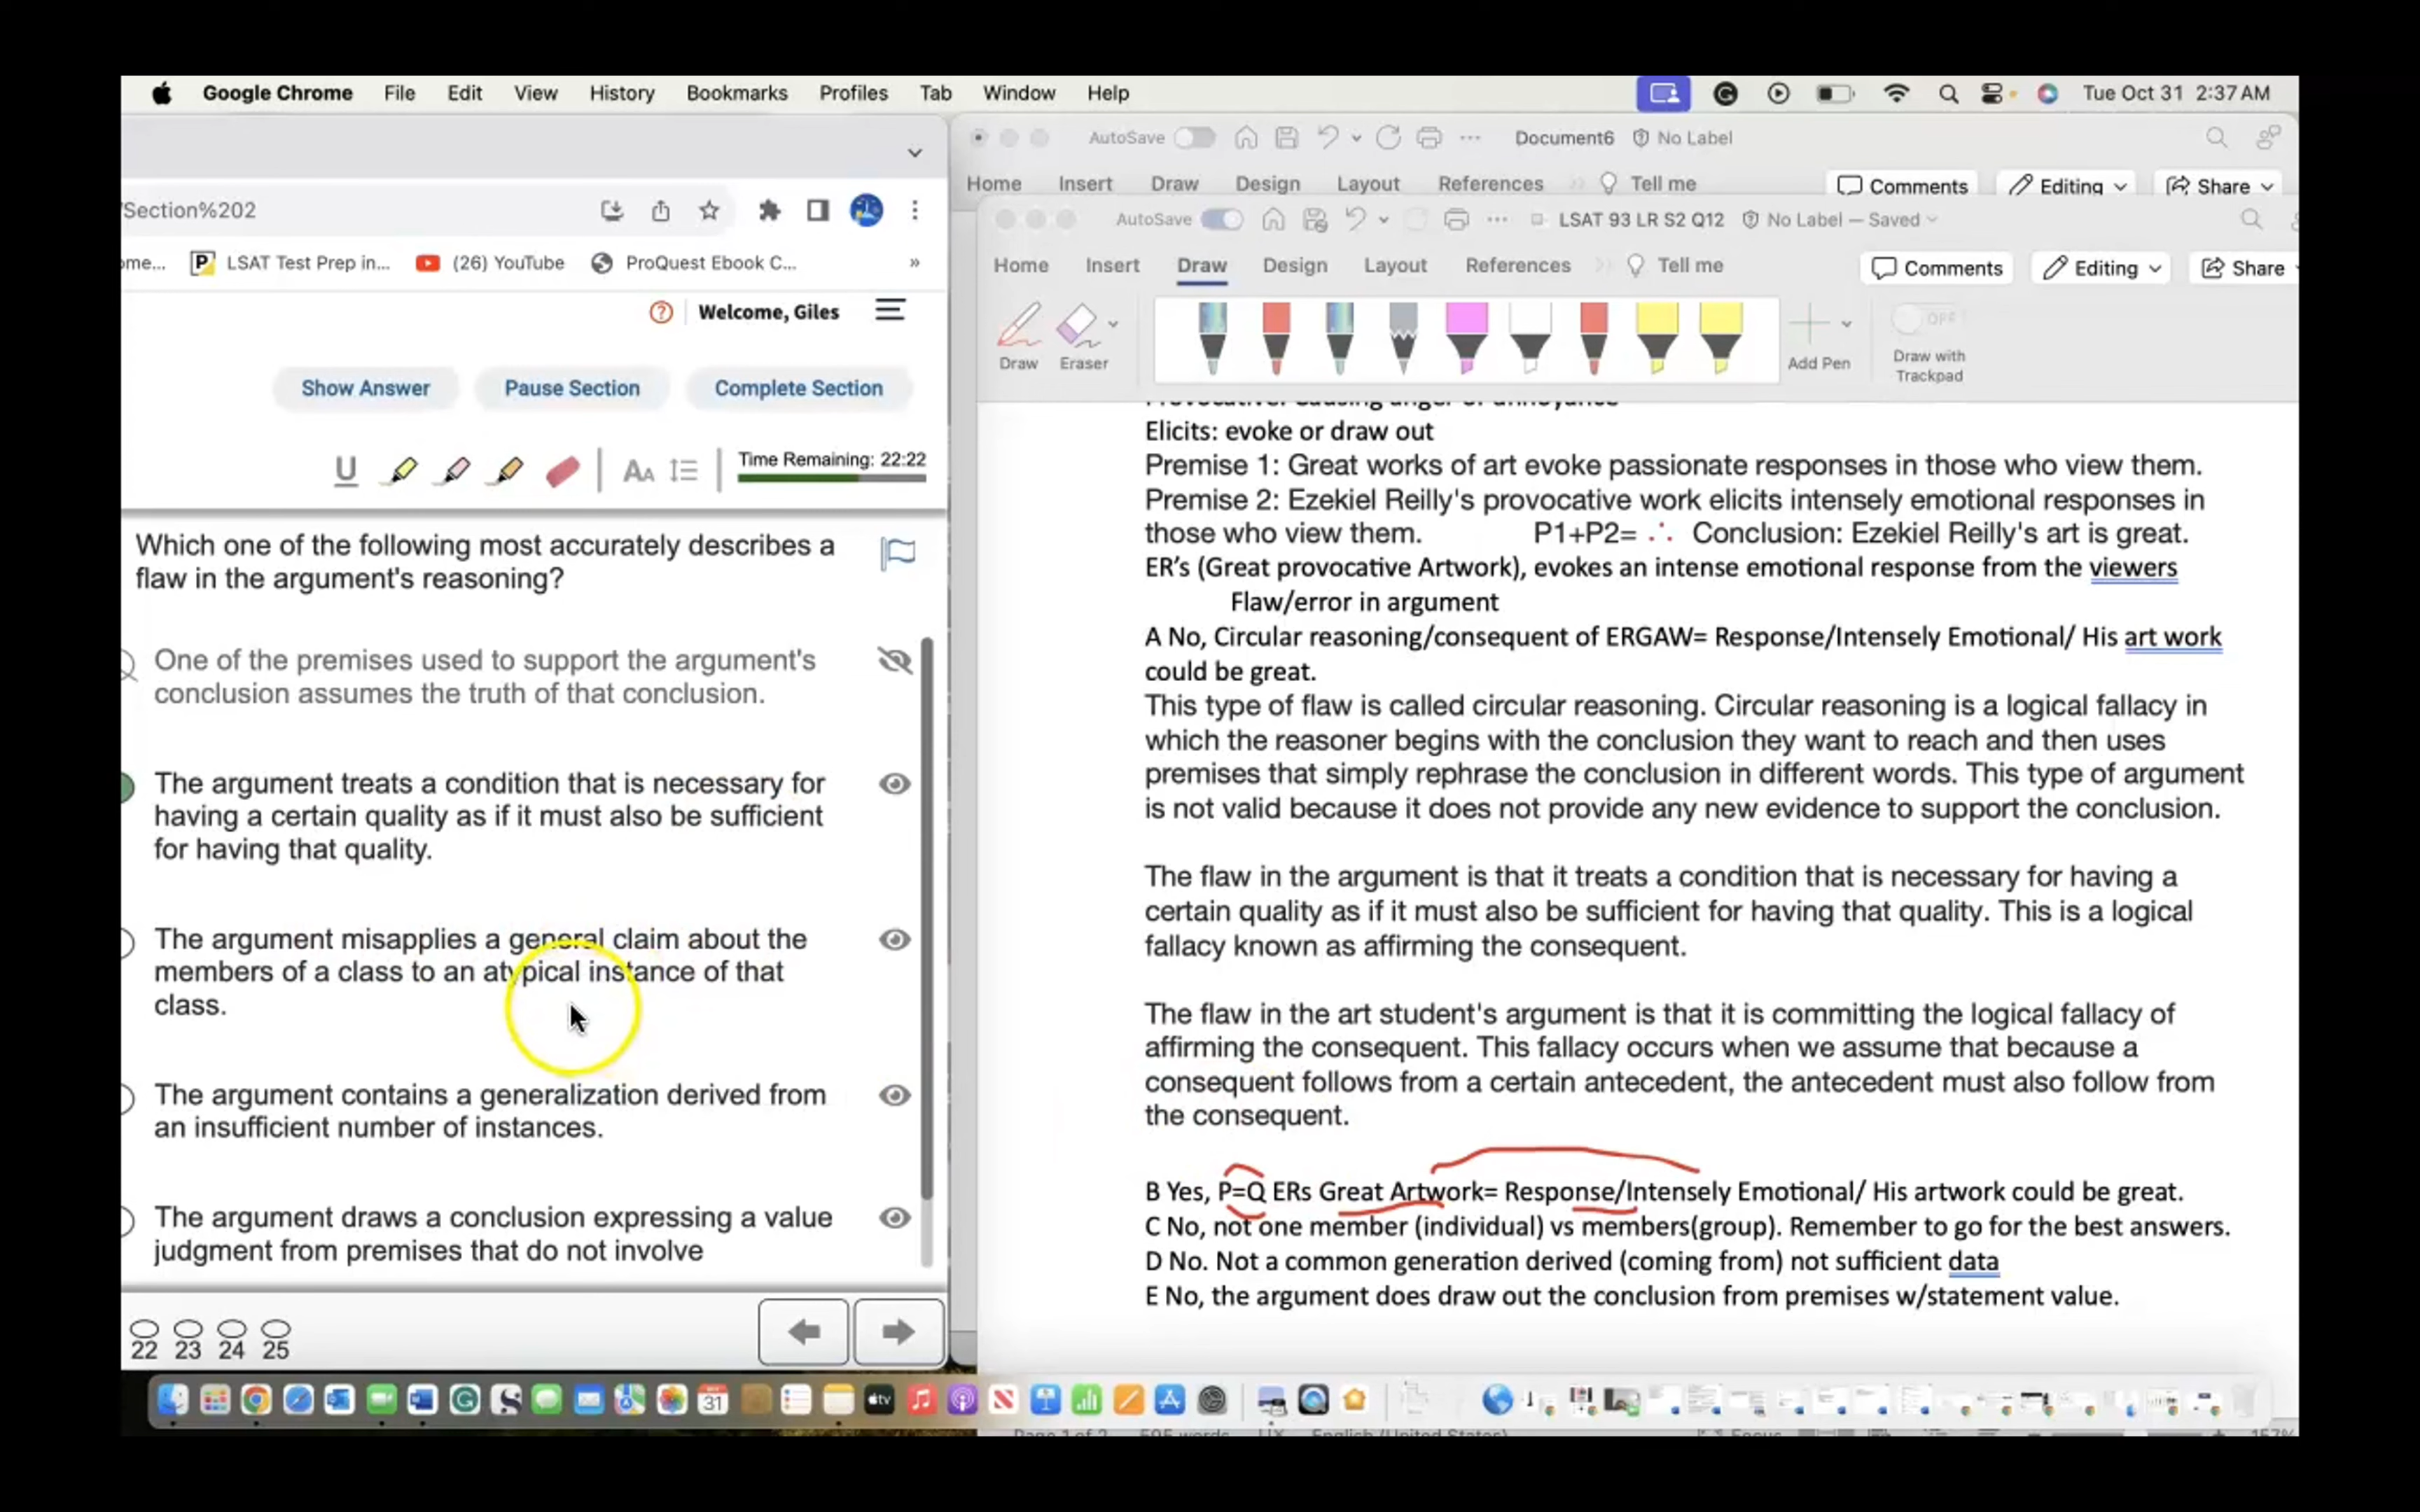 Google Chrome File Edit View History Bookmarks Profiles Tab Window Help Tue Oct 31 2:37 AM
AutoSave Document6 No Label
Home Insert Draw Design Layout References Tell me Comments Editing Share
/Section%202
AutoSave LSAT 93 LR S2 Q12 No Label — Saved
ome... LSAT Test Prep in... (26) YouTube ProQuest Ebook C... »
Home Insert Draw Design Layout References Tell me Comments Editing Share
Welcome, Giles
Draw Eraser Add Pen OFF Draw with Trackpad
Show Answer Pause Section Complete Section
Time Remaining: 22:22
Which one of the following most accurately describes a
flaw in the argument's reasoning?
One of the premises used to support the argument's
conclusion assumes the truth of that conclusion.
The argument treats a condition that is necessary for
having a certain quality as if it must also be sufficient
for having that quality.
The argument misapplies a general claim about the
members of a class to an atypical instance of that
class.
The argument contains a generalization derived from
an insufficient number of instances.
The argument draws a conclusion expressing a value
judgment from premises that do not involve
22 23 24 25
Elicits: evoke or draw out
Premise 1: Great works of art evoke passionate responses in those who view them.
Premise 2: Ezekiel Reilly's provocative work elicits intensely emotional responses in
those who view them. P1+P2= ∴ Conclusion: Ezekiel Reilly's art is great.
ER's (Great provocative Artwork), evokes an intense emotional response from the viewers
Flaw/error in argument
A No, Circular reasoning/consequent of ERGAW= Response/Intensely Emotional/ His art work
could be great.
This type of flaw is called circular reasoning. Circular reasoning is a logical fallacy in
which the reasoner begins with the conclusion they want to reach and then uses
premises that simply rephrase the conclusion in different words. This type of argument
is not valid because it does not provide any new evidence to support the conclusion.
The flaw in the argument is that it treats a condition that is necessary for having a
certain quality as if it must also be sufficient for having that quality. This is a logical
fallacy known as affirming the consequent.
The flaw in the art student's argument is that it is committing the logical fallacy of
affirming the consequent. This fallacy occurs when we assume that because a
consequent follows from a certain antecedent, the antecedent must also follow from
the consequent.
B Yes, P=Q ERs Great Artwork= Response/Intensely Emotional/ His artwork could be great.
C No, not one member (individual) vs members(group). Remember to go for the best answers.
D No. Not a common generation derived (coming from) not sufficient data
E No, the argument does draw out the conclusion from premises w/statement value.